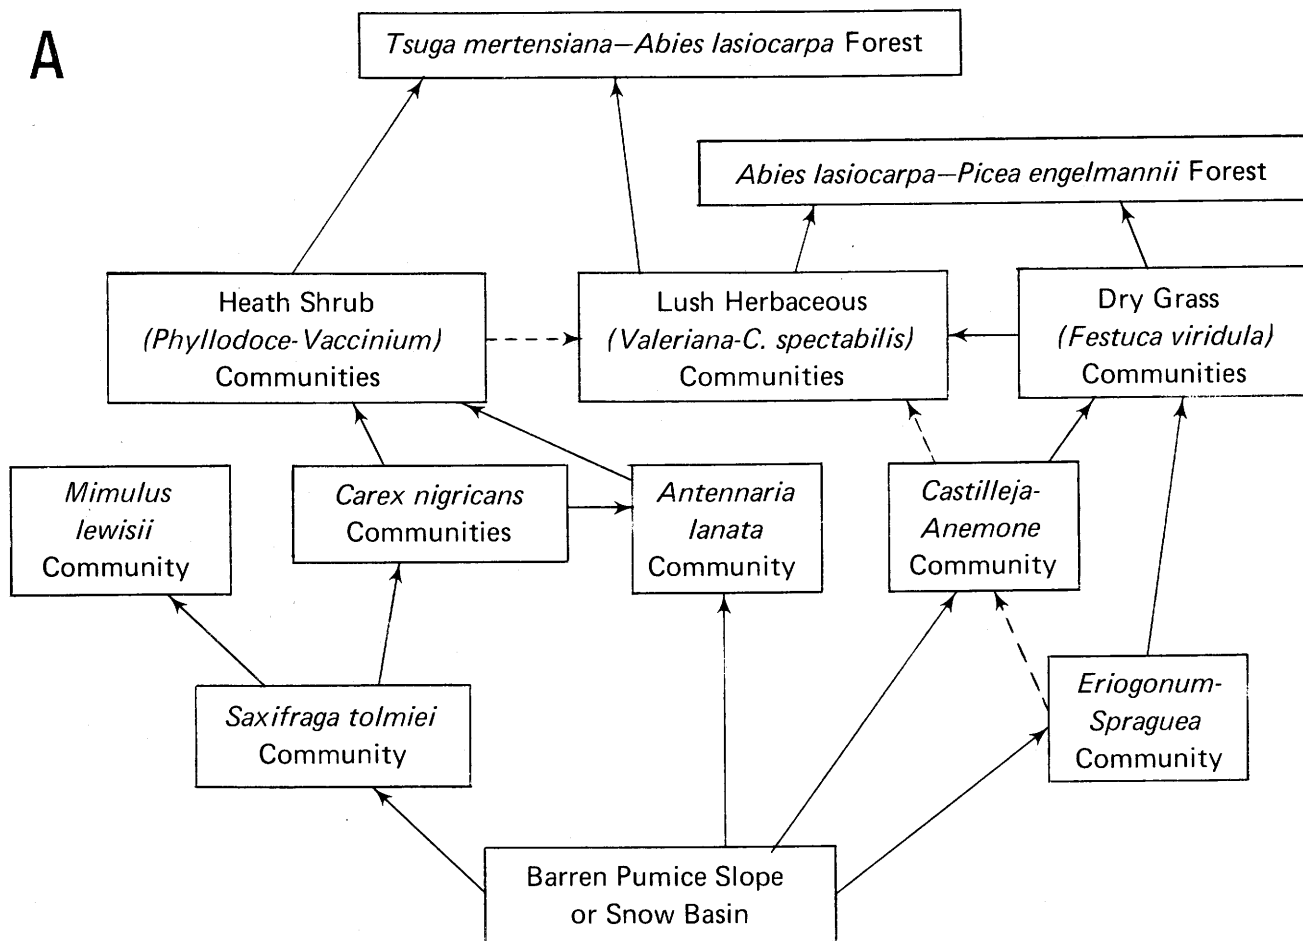 A
Tsuga mertensiana–Abies lasiocarpa Forest
Abies lasiocarpa–Picea engelmannii Forest
Heath Shrub
(Phyllodoce-Vaccinium)
Communities
Lush Herbaceous
(Valeriana-C. spectabilis)
Communities
Dry Grass
(Festuca viridula)
Communities
Mimulus
lewisii
Community
Carex nigricans
Communities
Antennaria
lanata
Community
Castilleja-
Anemone
Community
Saxifraga tolmiei
Community
Eriogonum-
Spraguea
Community
Barren Pumice Slope
or Snow Basin